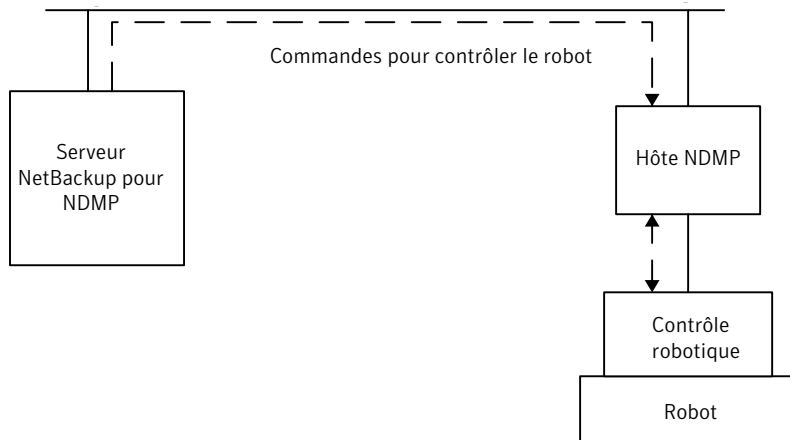 Commandes pour contrôler le robot
Serveur
NetBackup pour
NDMP
Hôte NDMP
Contrôle
robotique
Robot